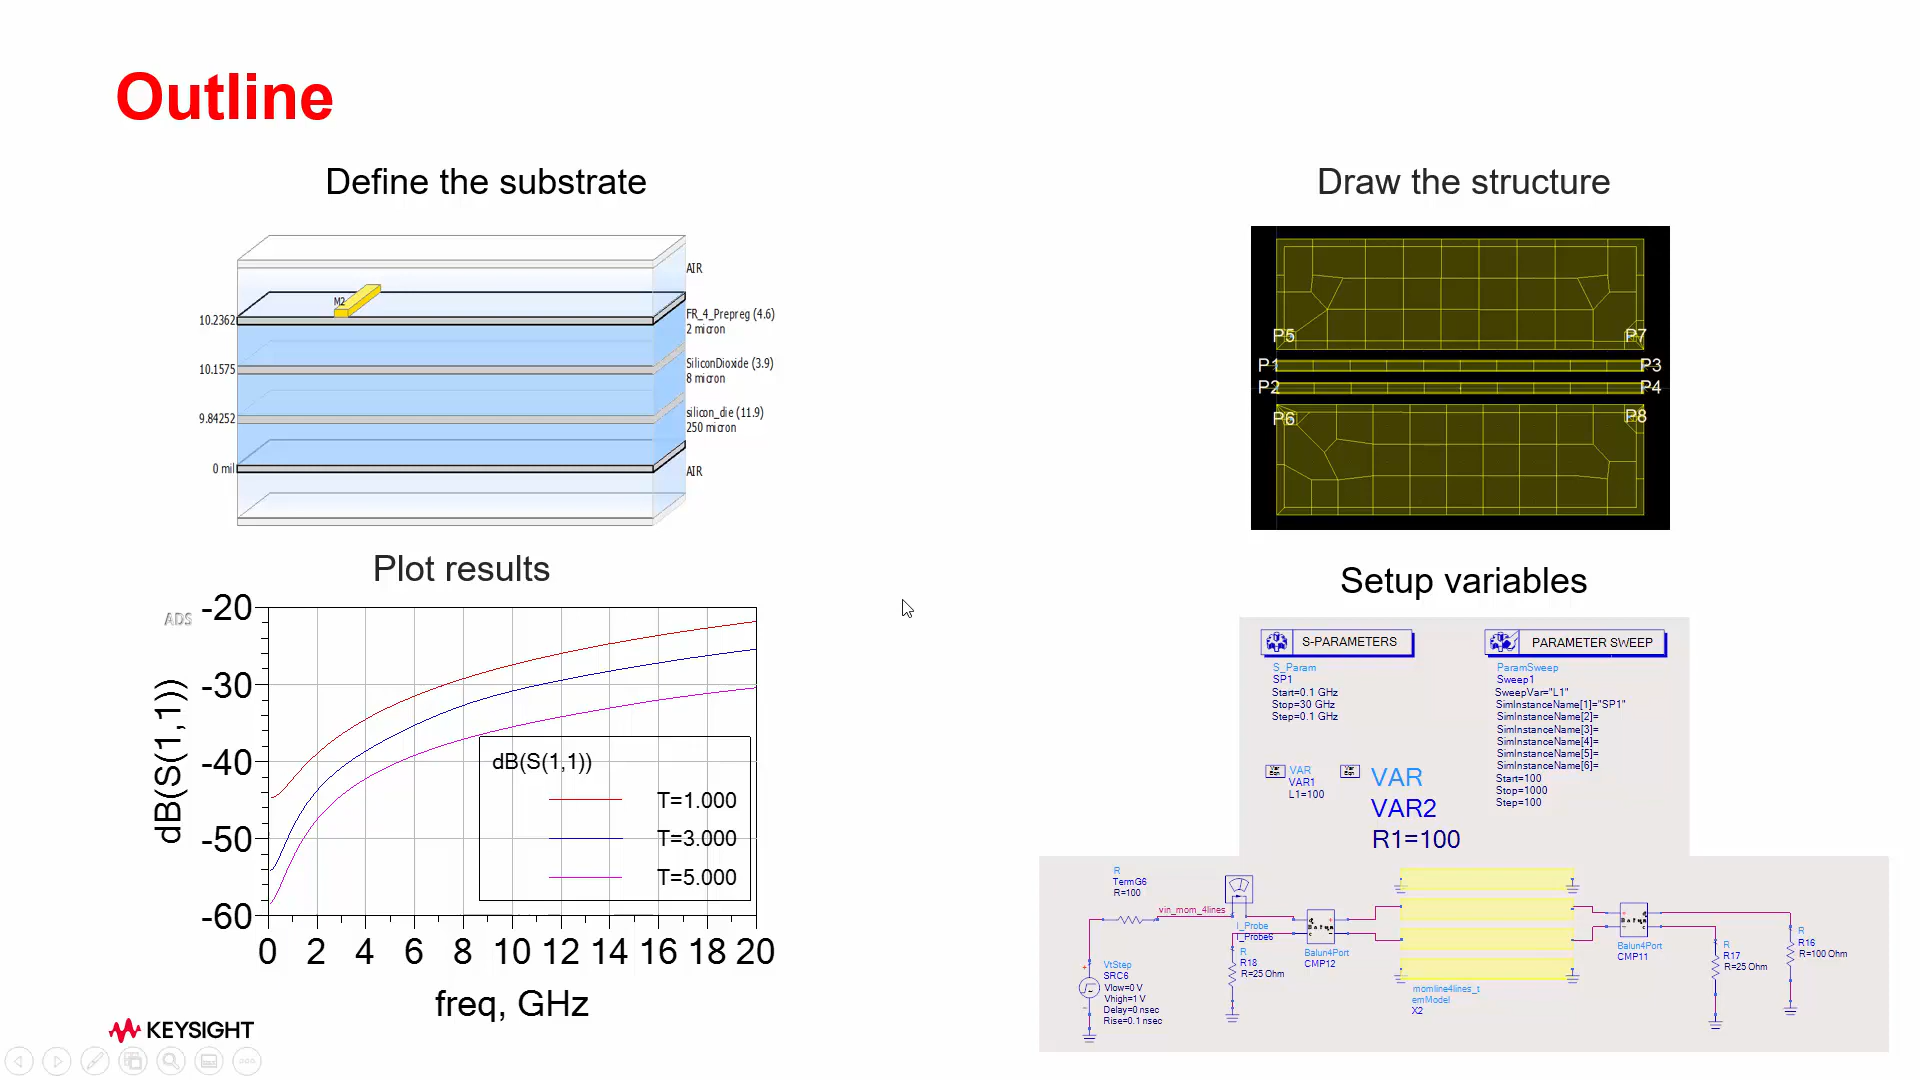 Outline
Define the substrate
AIR
M2
10.2362
FR_4_Prepreg (4.6)
2 micron
10.1575
SiliconDioxide (3.9)
8 micron
9.84252
silicon_die (11.9)
250 micron
0 mil
AIR
Draw the structure
P5
P7
P1
P3
P2
P4
P6
P8
Plot results
ADS
-20
-30
-40
-50
-60
dB(S(1,1))
dB(S(1,1))
T=1.000
T=3.000
T=5.000
0 2 4 6 8 10 12 14 16 18 20
freq, GHz
Setup variables
S-PARAMETERS
S_Param
SP1
Start=0.1 GHz
Stop=30 GHz
Step=0.1 GHz
PARAMETER SWEEP
ParamSweep
Sweep1
SweepVar="L1"
SimInstanceName[1]="SP1"
SimInstanceName[2]=
SimInstanceName[3]=
SimInstanceName[4]=
SimInstanceName[5]=
SimInstanceName[6]=
Start=100
Stop=1000
Step=100
Var
Eqn
VAR
VAR1
L1=100
Var
Eqn
VAR
VAR2
R1=100
R
TermG6
R=100
vin_mom_4lines
I_Probe
I_Probe6
R
R18
R=25 Ohm
Balun4Port
CMP12
VtStep
SRC6
Vlow=0 V
Vhigh=1 V
Delay=0 nsec
Rise=0.1 nsec
momline4lines_t
emModel
X2
Balun4Port
CMP11
R
R17
R=25 Ohm
R
R16
R=100 Ohm
KEYSIGHT